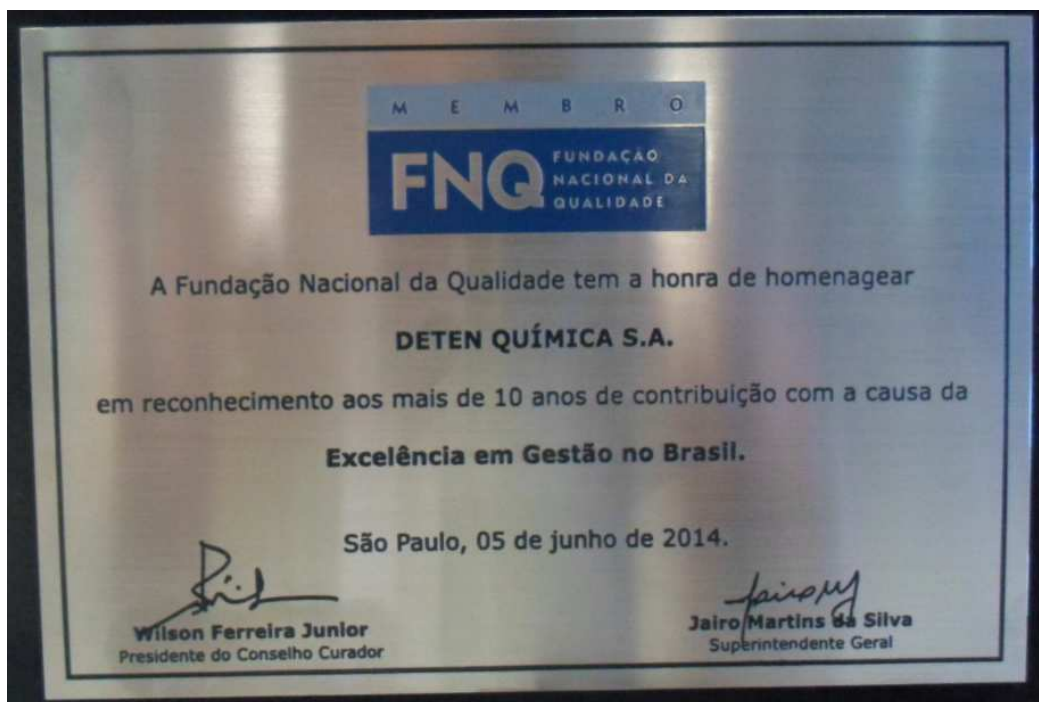 MEMBRO
FNQ FUNDAÇÃO
NACIONAL DA
QUALIDADE
A Fundação Nacional da Qualidade tem a honra de homenagear
DETEN QUÍMICA S.A.
em reconhecimento aos mais de 10 anos de contribuição com a causa da
Excelência em Gestão no Brasil.
São Paulo, 05 de junho de 2014.
Wilson Ferreira Junior
Presidente do Conselho Curador
Jairo Martins da Silva
Superintendente Geral